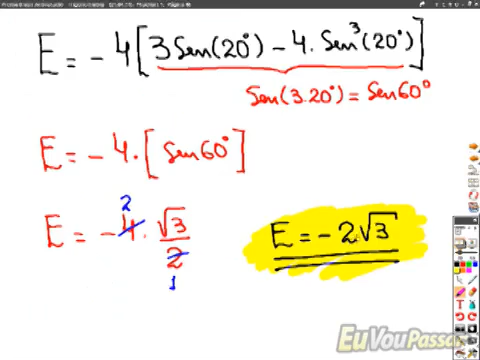 E = -4[3Sen(20°) - 4.Sen³(20°)]
Sen(3.20°) = Sen60°
E = -4.[Sen60°]
2
E = -4.√3/2
1
E = -2√3
EuVouPassar